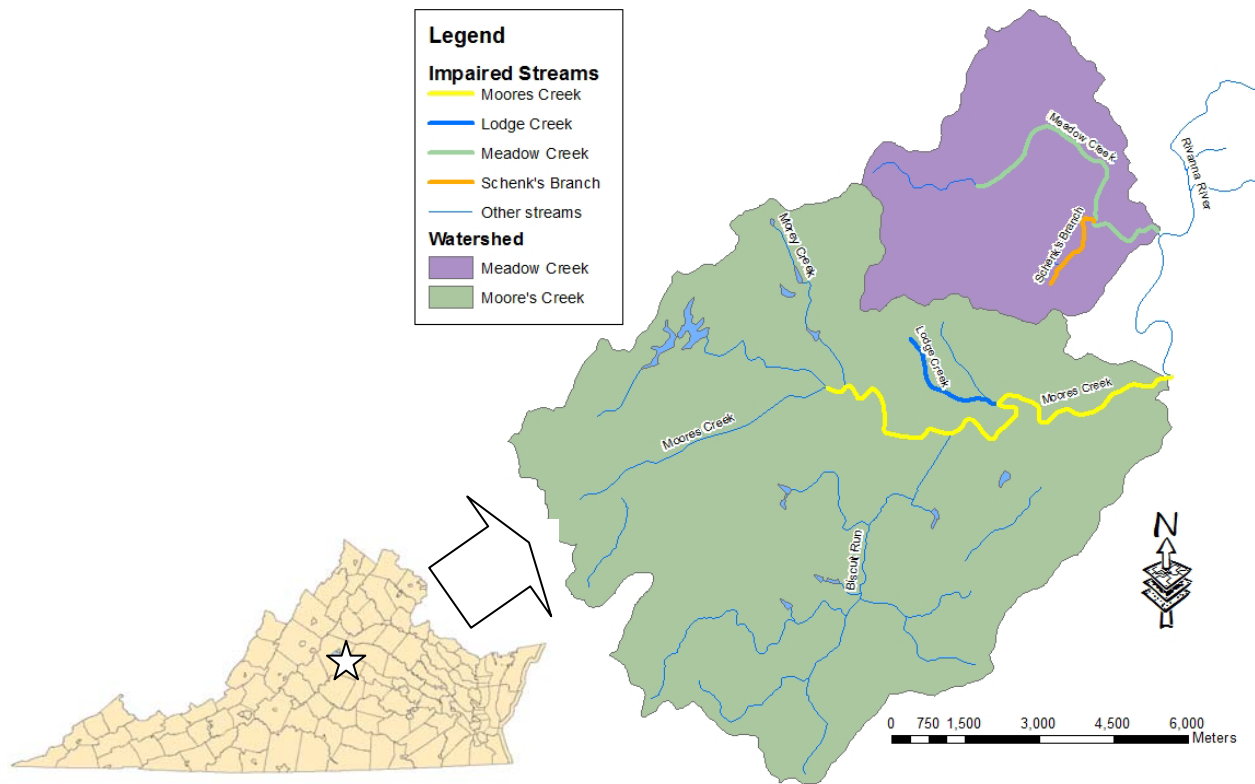 Legend
Impaired Streams
Moores Creek
Lodge Creek
Meadow Creek
Schenk's Branch
Other streams
Watershed
Meadow Creek
Moore's Creek
Meadow Creek
Rivanna River
Schenk's Branch
Morey Creek
Lodge Creek
Moores Creek
Moores Creek
Biscuit Run
N
0 750 1,500 3,000 4,500 6,000
Meters